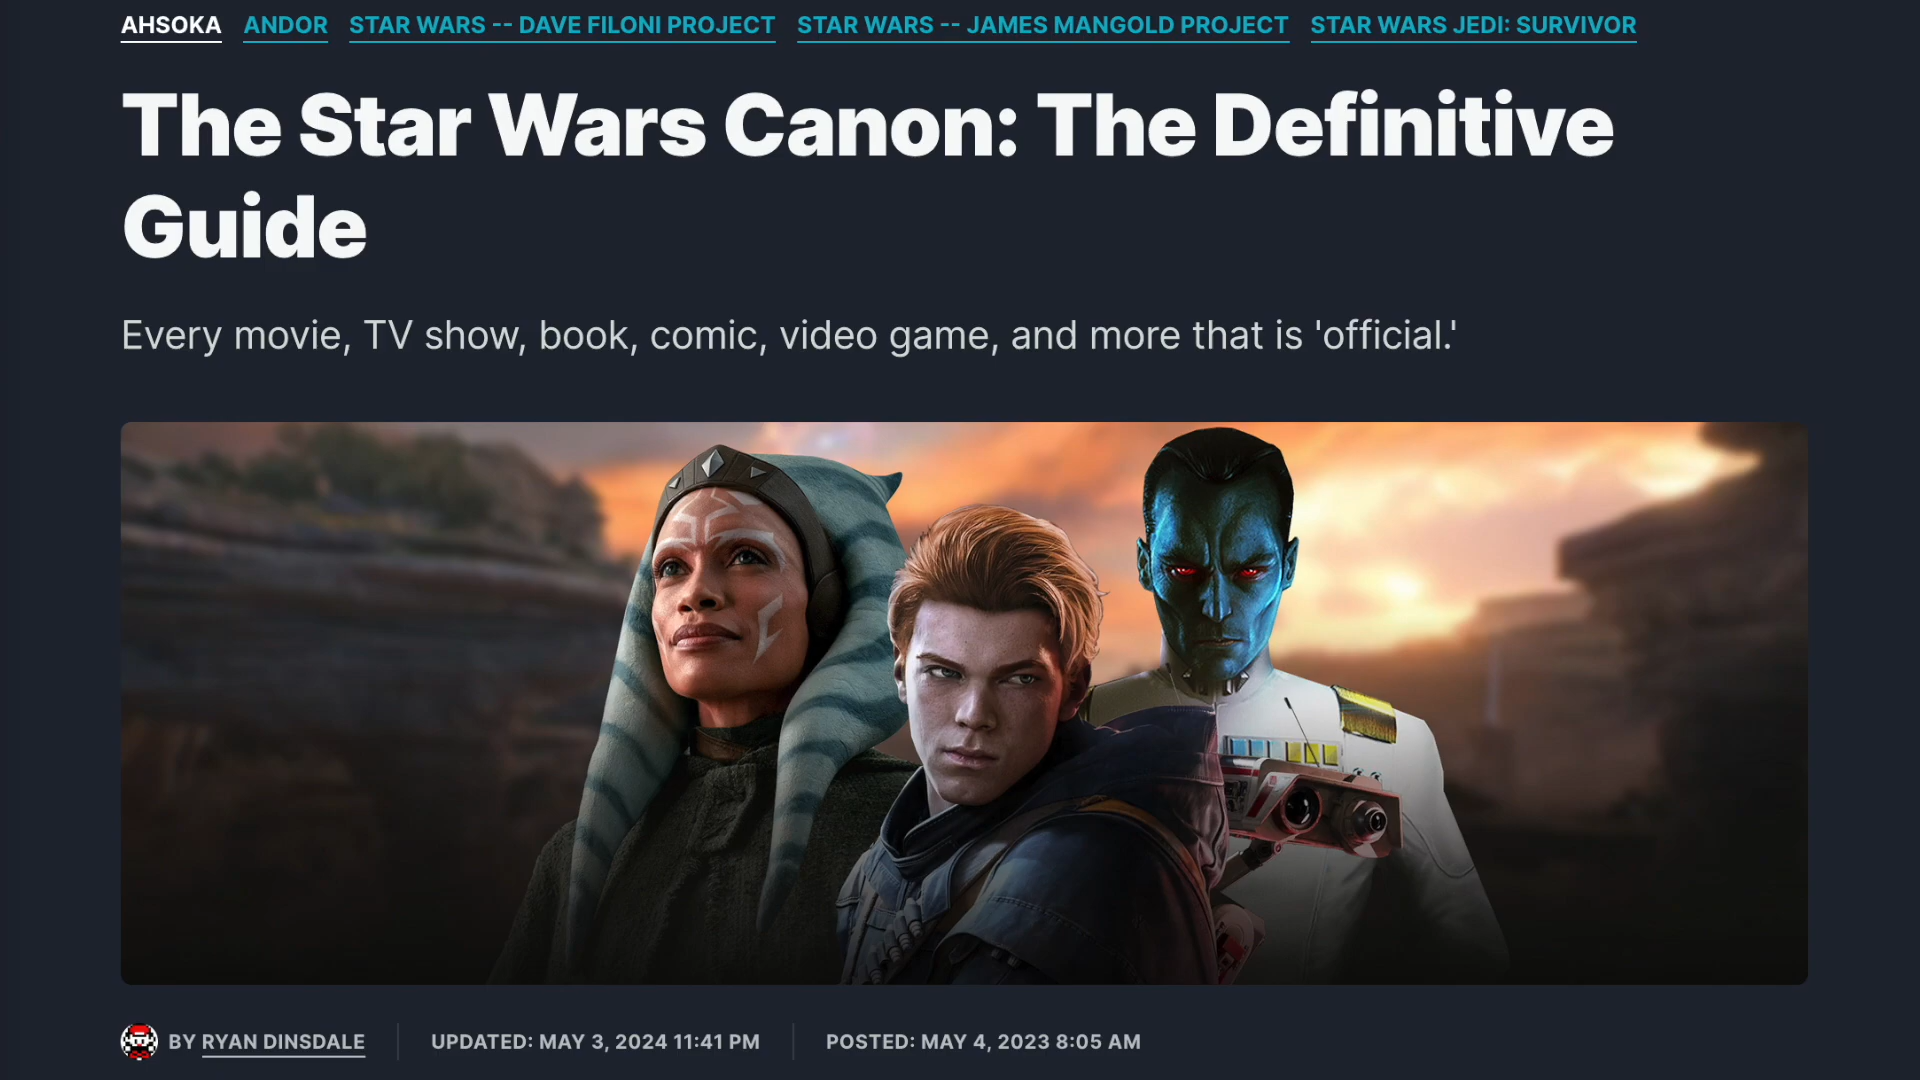 AHSOKA ANDOR STAR WARS -- DAVE FILONI PROJECT STAR WARS -- JAMES MANGOLD PROJECT STAR WARS JEDI: SURVIVOR
The Star Wars Canon: The Definitive
Guide
Every movie, TV show, book, comic, video game, and more that is 'official.'
BY RYAN DINSDALE UPDATED: MAY 3, 2024 11:41 PM POSTED: MAY 4, 2023 8:05 AM